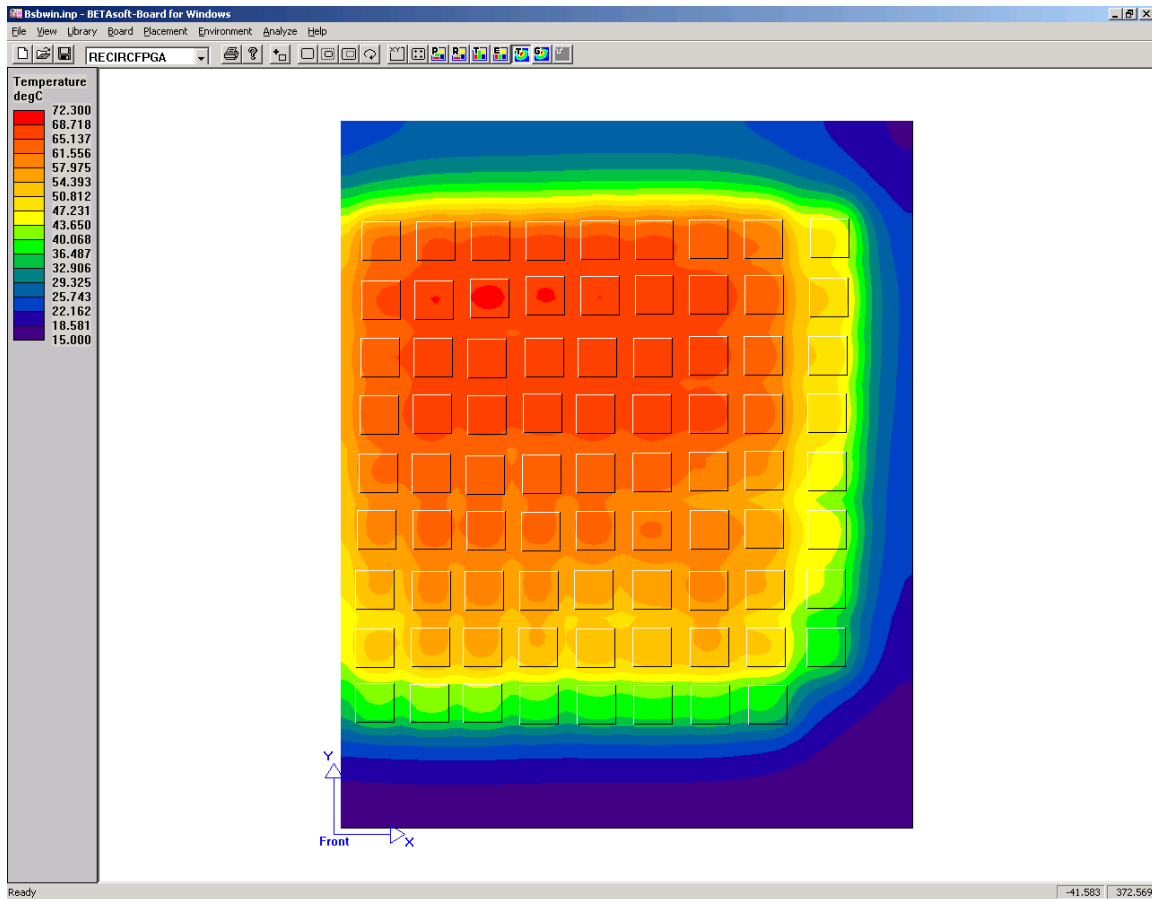 Bsbwin.inp - BETAsoft-Board for Windows
File View Library Board Placement Environment Analyze Help
RECIRCFPGA
Temperature
degC
72.300
68.718
65.137
61.556
57.975
54.393
50.812
47.231
43.650
40.068
36.487
32.906
29.325
25.743
22.162
18.581
15.000
Y
Front
X
Ready -41.583 372.569